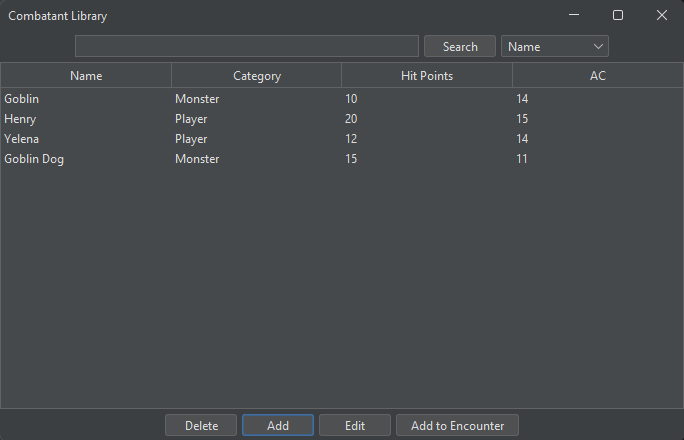 Combatant Library
Search Name
Name Category Hit Points AC
Goblin Monster 10 14
Henry Player 20 15
Yelena Player 12 14
Goblin Dog Monster 15 11
Delete Add Edit Add to Encounter